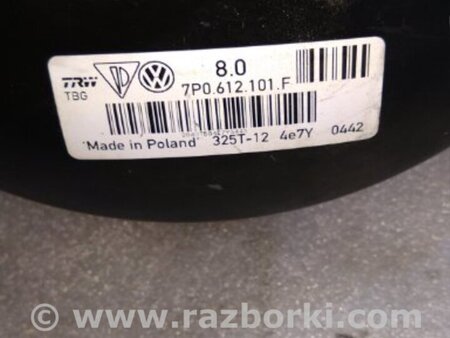 TRW
TBG
8.0
7P0.612.101.F
"Made in Poland" 325T-12 4e7Y 0442
© www.razborki.com